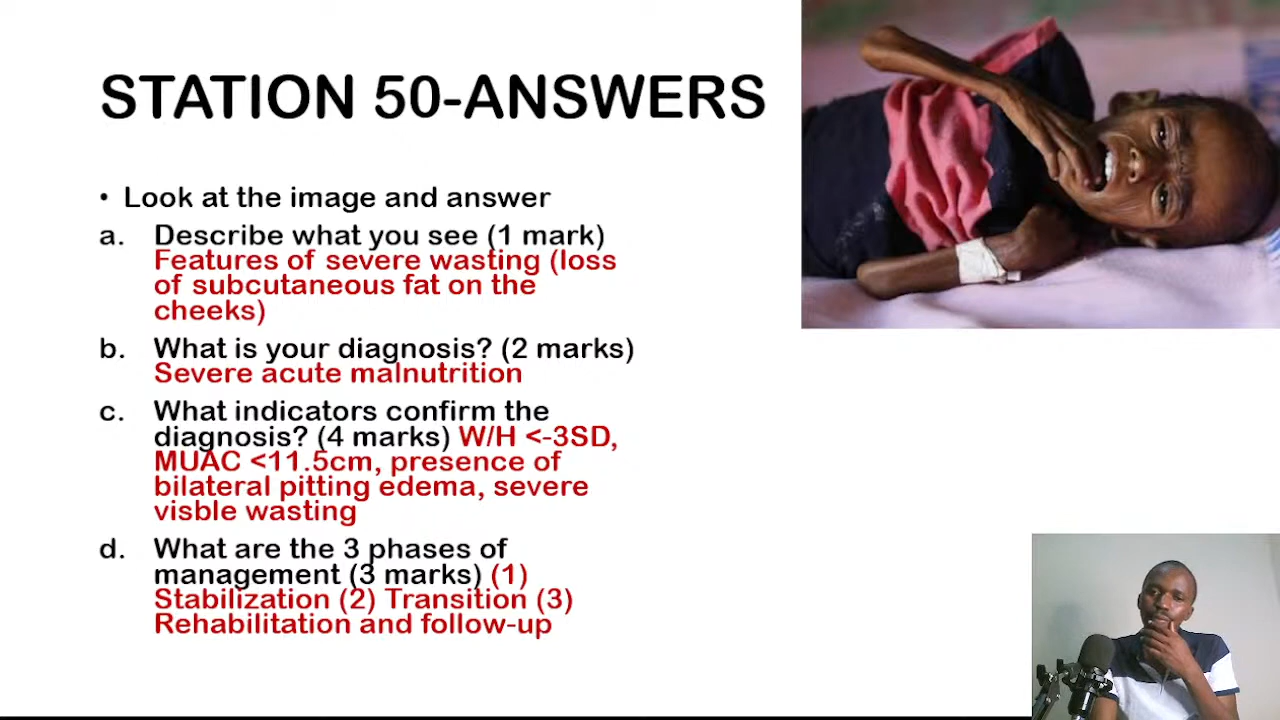 STATION 50-ANSWERS
• Look at the image and answer
a. Describe what you see (1 mark)
Features of severe wasting (loss
of subcutaneous fat on the
cheeks)
b. What is your diagnosis? (2 marks)
Severe acute malnutrition
c. What indicators confirm the
diagnosis? (4 marks) W/H <-3SD,
MUAC <11.5cm, presence of
bilateral pitting edema, severe
visble wasting
d. What are the 3 phases of
management (3 marks) (1)
Stabilization (2) Transition (3)
Rehabilitation and follow-up